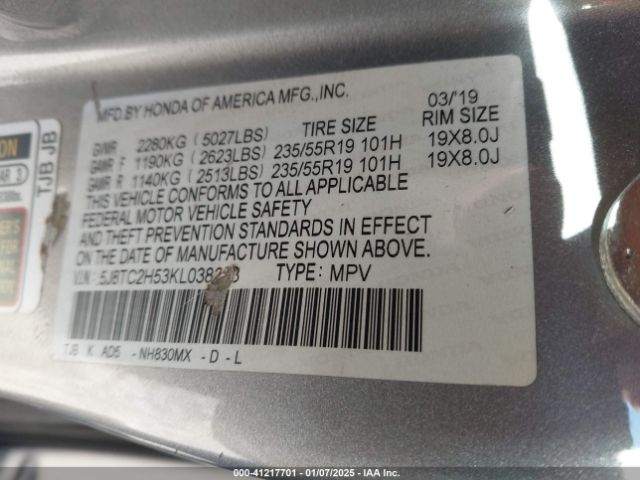 MFD.BY HONDA OF AMERICA MFG.,INC. 03/'19
TIRE SIZE RIM SIZE
GVWR 2280KG (5027LBS)
GAWR F 1190KG (2623LBS) 235/55R19 101H 19X8.0J
GAWR R 1140KG (2513LBS) 235/55R19 101H 19X8.0J
THIS VEHICLE CONFORMS TO ALL APPLICABLE
FEDERAL MOTOR VEHICLE SAFETY
AND THEFT PREVENTION STANDARDS IN EFFECT
ON THE DATE OF MANUFACTURE SHOWN ABOVE.
V.I.N.: TYPE: MPV
TJB K AD5 -NH830MX -D-L
TJB JB
000-41217701 - 01/07/2025 - IAA Inc.